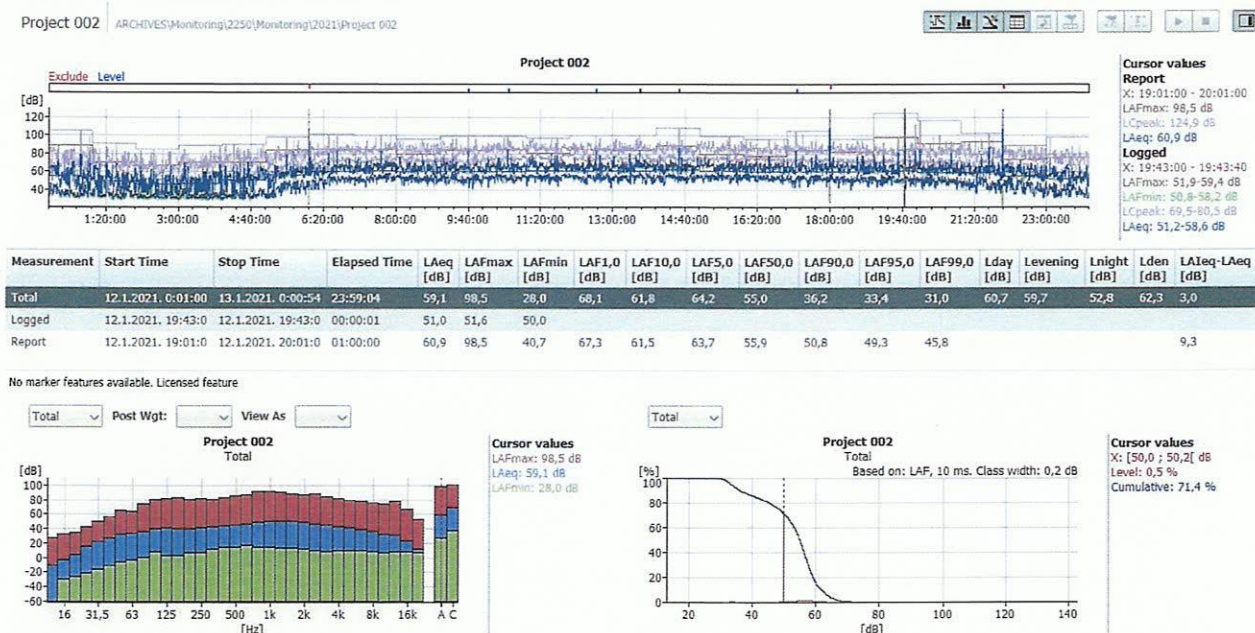 Project 002 ARCHIVES\Monitoring\2250\Monitoring\2021\Project 002
Project 002
Exclude Level
[dB]
120
100
80
60
40
1:20:00 3:00:00 4:40:00 6:20:00 8:00:00 9:40:00 11:20:00 13:00:00 14:40:00 16:20:00 18:00:00 19:40:00 21:20:00 23:00:00
Cursor values
Report
X: 19:01:00 - 20:01:00
LAFmax: 98,5 dB
LCpeak: 124,9 dB
LAeq: 60,9 dB
Logged
X: 19:43:00 - 19:43:40
LAFmax: 51,9-59,4 dB
LAFmin: 50,8-58,2 dB
LCpeak: 69,5-80,5 dB
LAeq: 51,2-58,6 dB
Measurement Start Time Stop Time Elapsed Time LAeq [dB] LAFmax [dB] LAFmin [dB] LAF1,0 [dB] LAF10,0 [dB] LAF5,0 [dB] LAF50,0 [dB] LAF90,0 [dB] LAF95,0 [dB] LAF99,0 [dB] Lday [dB] Levening [dB] Lnight [dB] Lden [dB] LAIeq-LAeq [dB]
Total 12.1.2021. 0:01:00 13.1.2021. 0:00:54 23:59:04 59,1 98,5 28,0 68,1 61,8 64,2 55,0 36,2 33,4 31,0 60,7 59,7 52,8 62,3 3,0
Logged 12.1.2021. 19:43:0 12.1.2021. 19:43:0 00:00:01 51,0 51,6 50,0
Report 12.1.2021. 19:01:0 12.1.2021. 20:01:0 01:00:00 60,9 98,5 40,7 67,3 61,5 63,7 55,9 50,8 49,3 45,8 9,3
No marker features available. Licensed feature
Total Post Wgt: View As
Project 002
Total
[dB]
100
80
60
40
20
0
-20
-40
-60
16 31,5 63 125 250 500 1k 2k 4k 8k 16k A C
[Hz]
Cursor values
LAFmax: 98,5 dB
LAeq: 59,1 dB
LAFmin: 28,0 dB
Total
Project 002
Total
Based on: LAF, 10 ms. Class width: 0,2 dB
[%]
100
80
60
40
20
0
20 40 60 80 100 120 140
[dB]
Cursor values
X: [50,0 ; 50,2[ dB
Level: 0,5 %
Cumulative: 71,4 %